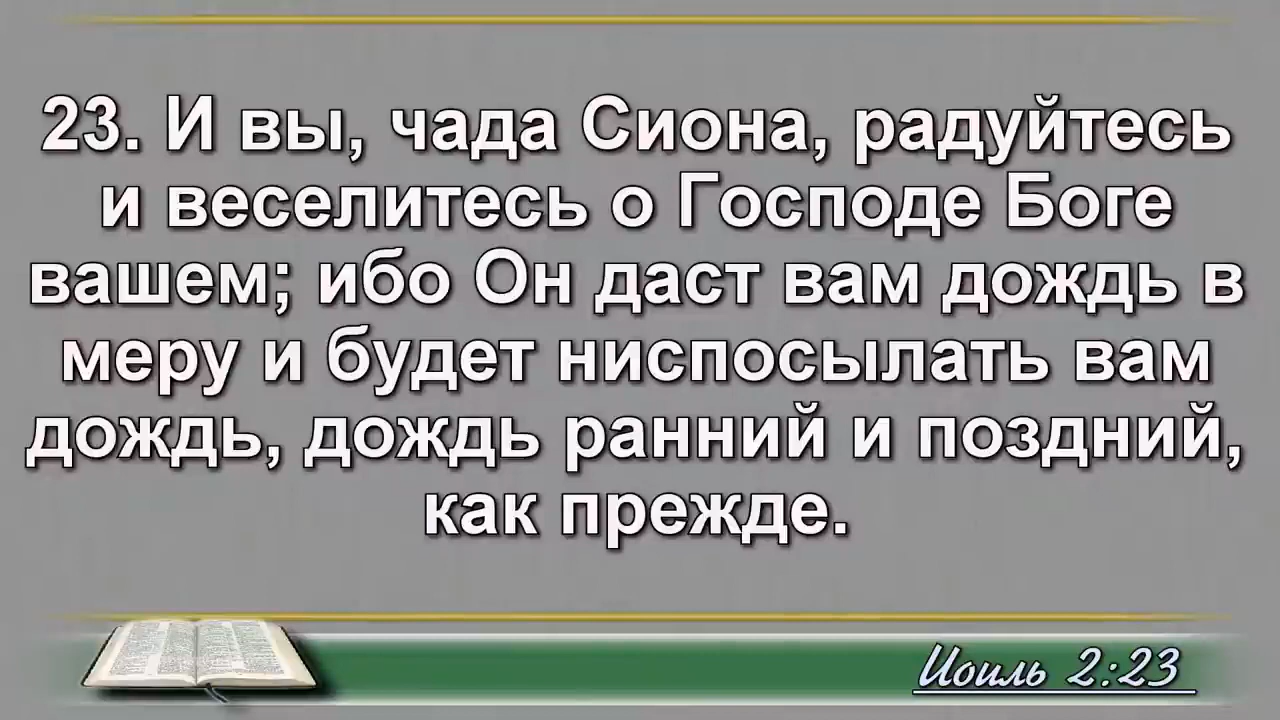 23. И вы, чада Сиона, радуйтесь
и веселитесь о Господе Боге
вашем; ибо Он даст вам дождь в
меру и будет ниспосылать вам
дождь, дождь ранний и поздний,
как прежде.
Иоиль 2:23